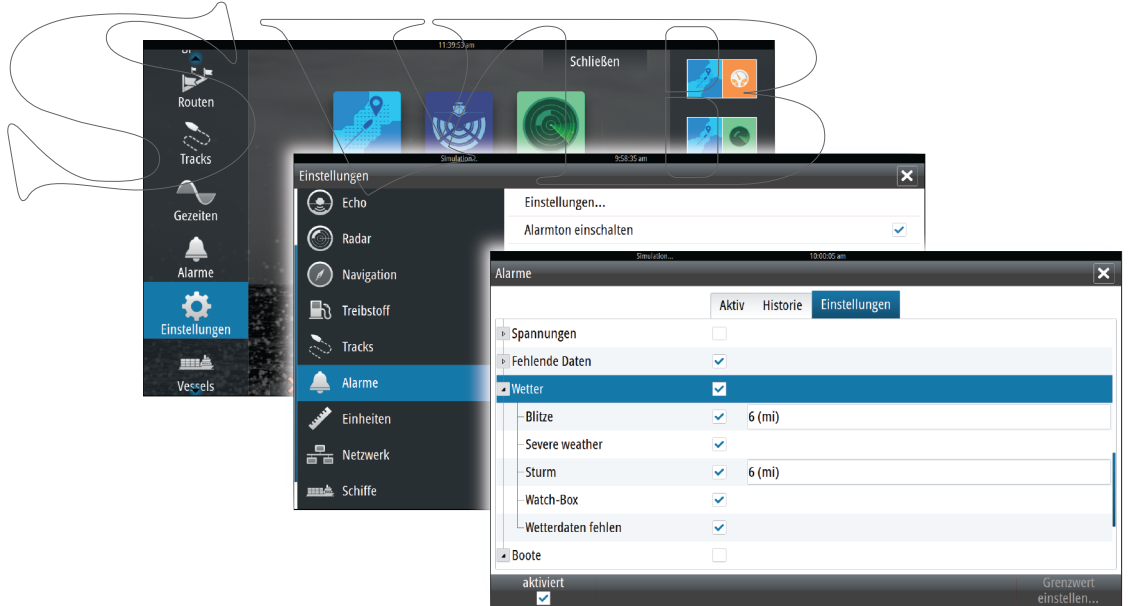 SVB
11:39:53 am
Schließen
Routen
Tracks
Gezeiten
Alarme
Einstellungen
Vessels
Simulation...
9:58:35 am
Einstellungen
Echo
Radar
Navigation
Treibstoff
Tracks
Alarme
Einheiten
Netzwerk
Schiffe
Einstellungen...
Alarmton einschalten
Simulation...
10:00:05 am
Alarme
Aktiv Historie Einstellungen
Spannungen
Fehlende Daten
Wetter
Blitze 6 (mi)
Severe weather
Sturm 6 (mi)
Watch-Box
Wetterdaten fehlen
Boote
aktiviert
Grenzwert
einstellen...